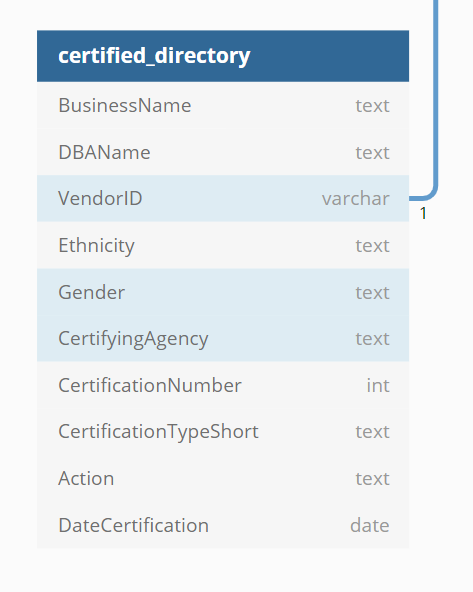 certified_directory
BusinessName text
DBAName text
VendorID varchar
1
Ethnicity text
Gender text
CertifyingAgency text
CertificationNumber int
CertificationTypeShort text
Action text
DateCertification date